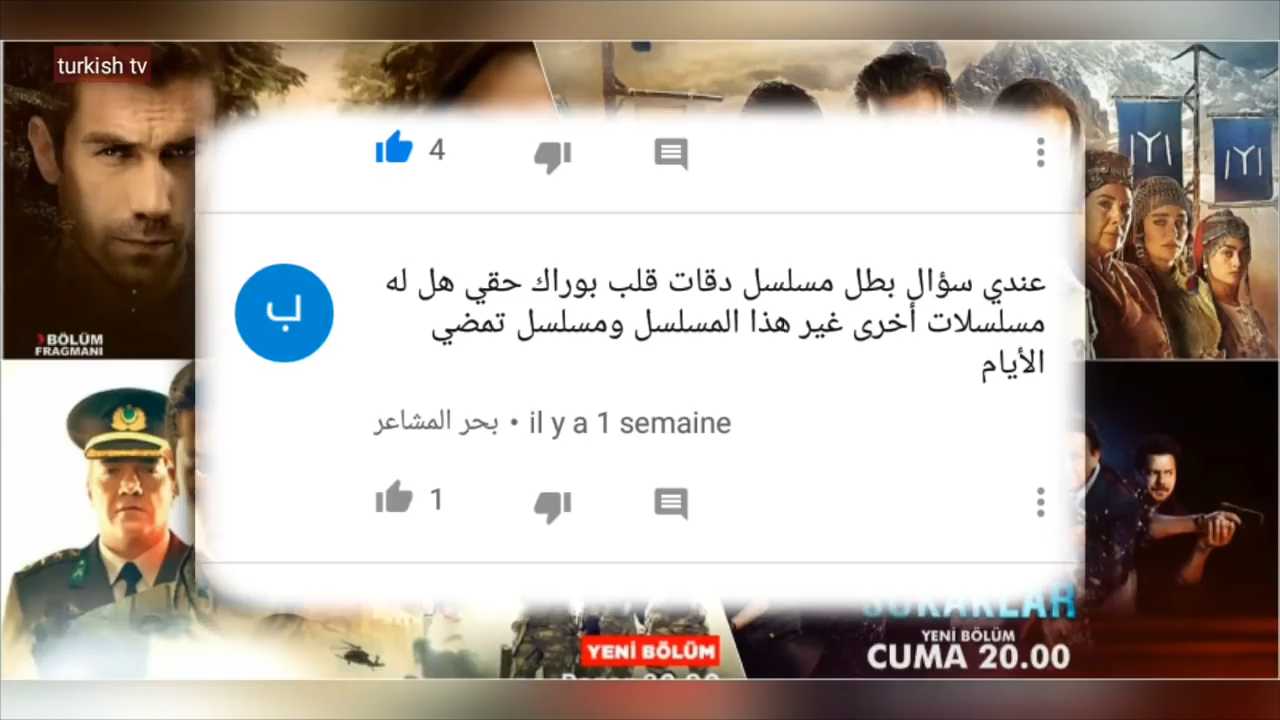 turkish tv
4
عندي سؤال بطل مسلسل دقات قلب بوراك حقي هل له
مسلسلات أخرى غير هذا المسلسل ومسلسل تمضي
الأيام
بحر المشاعر • il y a 1 semaine
ب
1
BÖLÜM
FRAGMANI
YENİ BÖLÜM
SOKAKLAR
YENİ BÖLÜM
CUMA 20.00